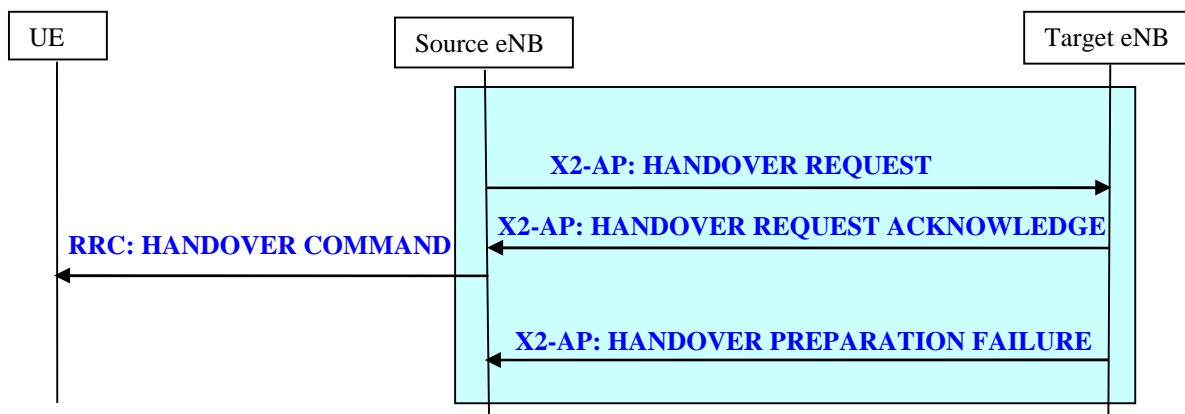 UE
Source eNB
Target eNB
X2-AP: HANDOVER REQUEST
X2-AP: HANDOVER REQUEST ACKNOWLEDGE
RRC: HANDOVER COMMAND
X2-AP: HANDOVER PREPARATION FAILURE